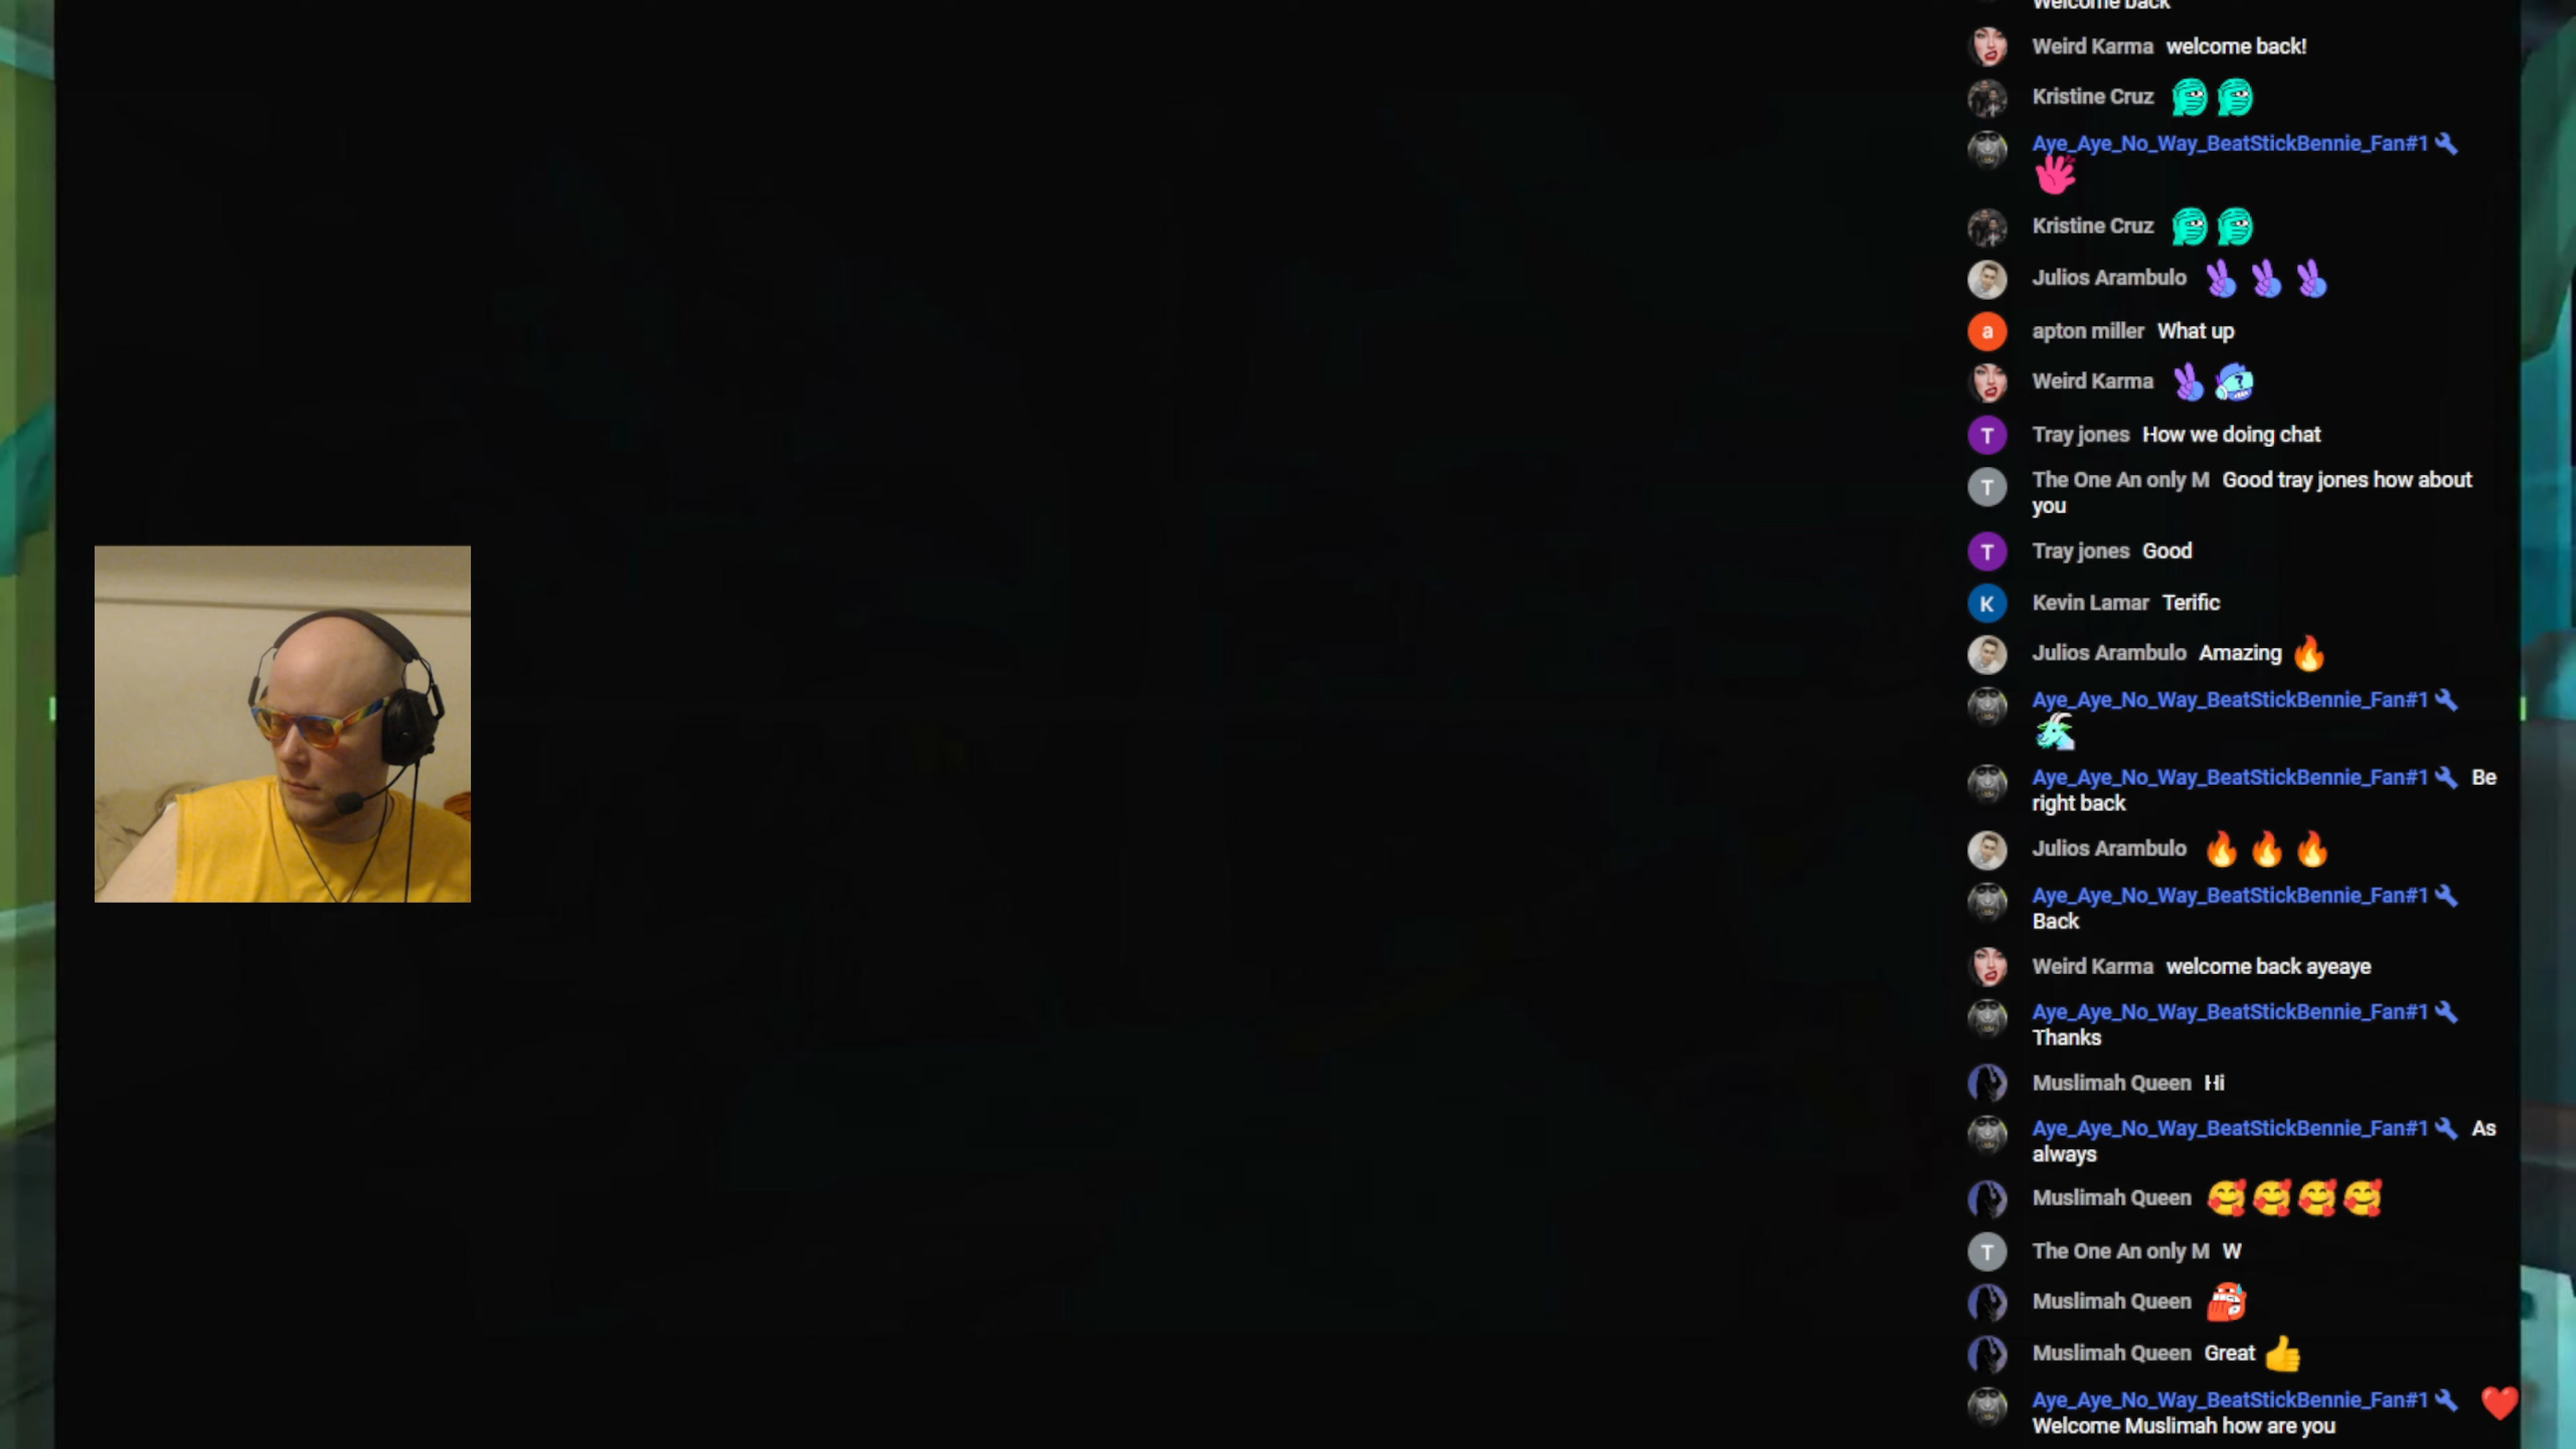 Welcome back
Weird Karma welcome back!
Kristine Cruz
Aye_Aye_No_Way_BeatStickBennie_Fan#1
Kristine Cruz
Julios Arambulo
a
apton miller What up
Weird Karma
T
Tray jones How we doing chat
T
The One An only M Good tray jones how about
you
T
Tray jones Good
K
Kevin Lamar Terific
Julios Arambulo Amazing 🔥
Aye_Aye_No_Way_BeatStickBennie_Fan#1
Aye_Aye_No_Way_BeatStickBennie_Fan#1 Be
right back
Julios Arambulo 🔥 🔥 🔥
Aye_Aye_No_Way_BeatStickBennie_Fan#1
Back
Weird Karma welcome back ayeaye
Aye_Aye_No_Way_BeatStickBennie_Fan#1
Thanks
Muslimah Queen Hi
Aye_Aye_No_Way_BeatStickBennie_Fan#1 As
always
Muslimah Queen 🥰 🥰 🥰 🥰
T
The One An only M W
Muslimah Queen
Muslimah Queen Great 👍
Aye_Aye_No_Way_BeatStickBennie_Fan#1 ❤️
Welcome Muslimah how are you